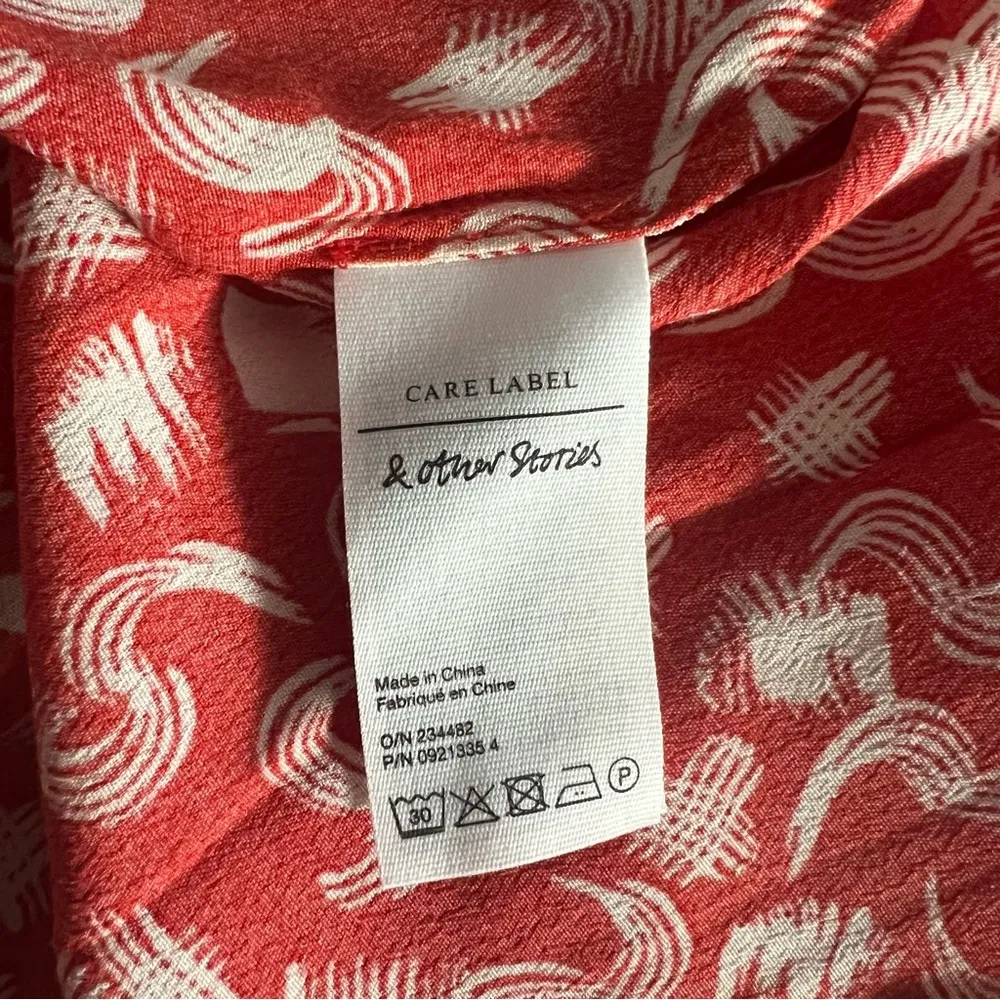 CARE LABEL
& other Stories
Made in China
Fabriqué en Chine
O/N 234482
P/N 0921335 4
30 P